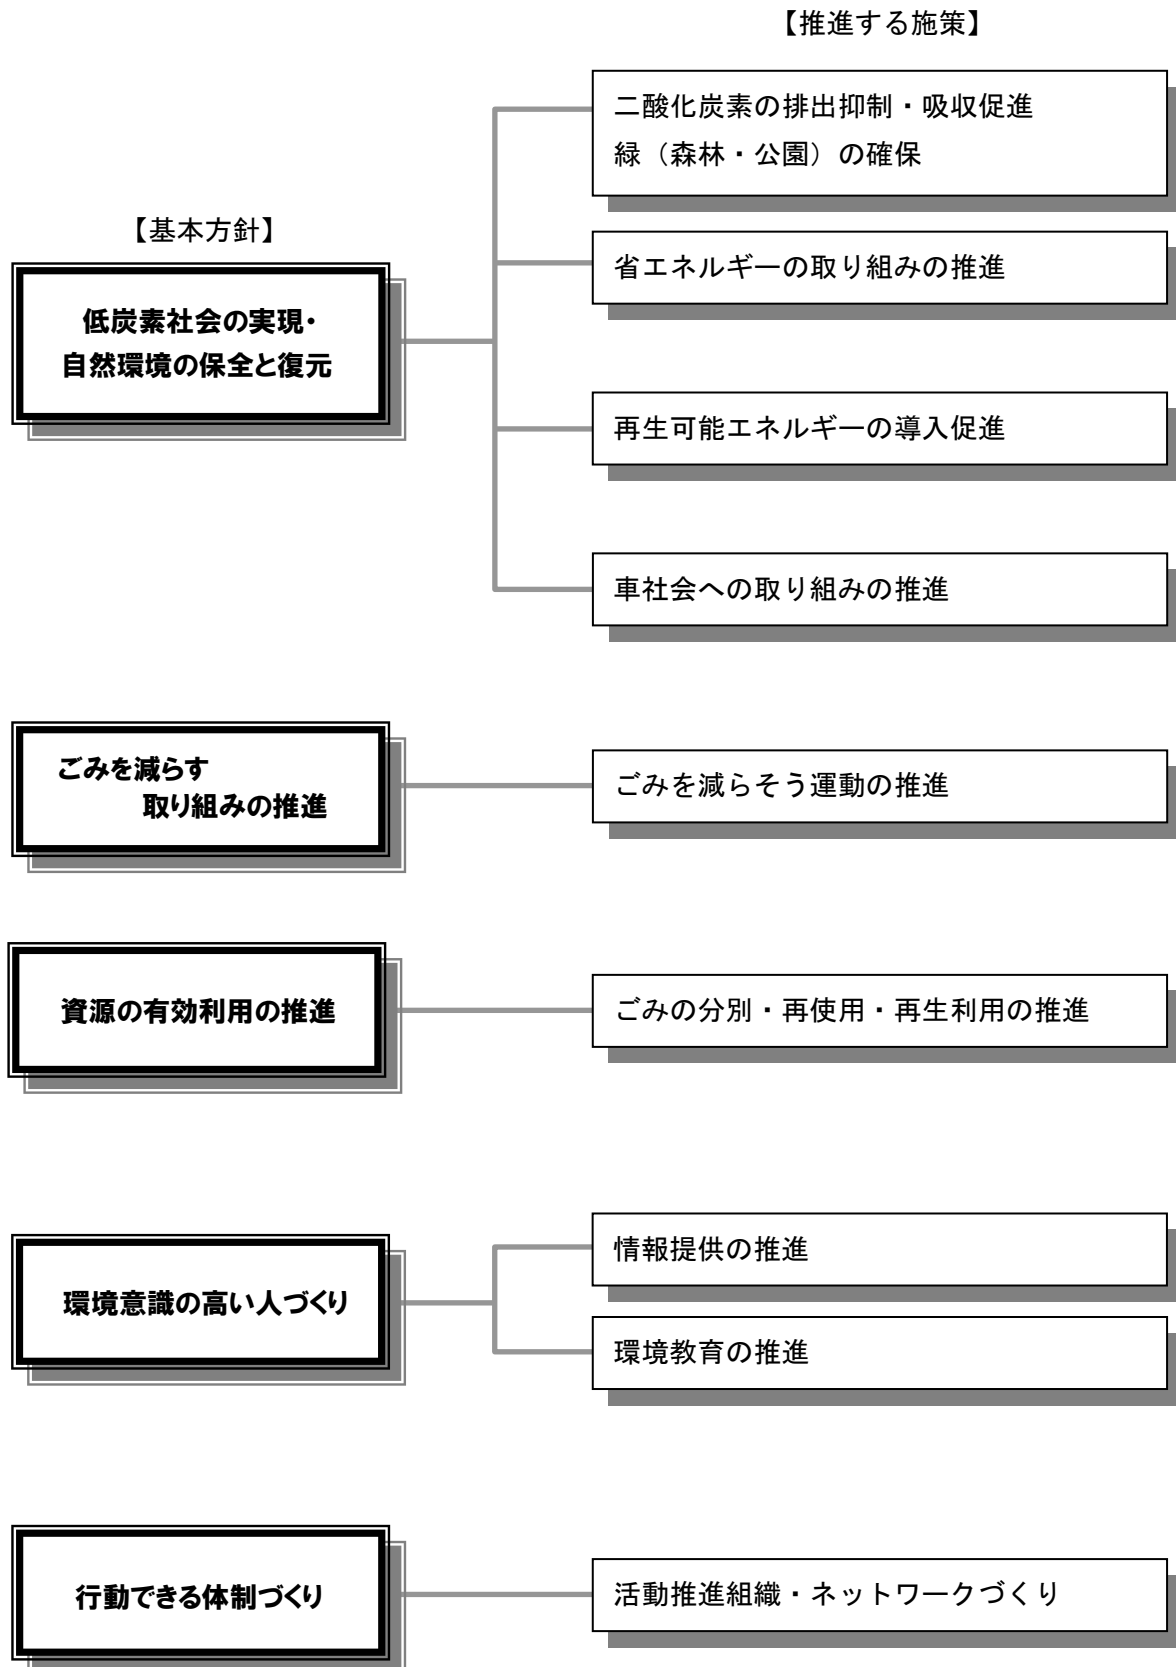 【推進する施策】
二酸化炭素の排出抑制・吸収促進
緑（森林・公園）の確保
【基本方針】
省エネルギーの取り組みの推進
低炭素社会の実現・
自然環境の保全と復元
再生可能エネルギーの導入促進
車社会への取り組みの推進
ごみを減らす
取り組みの推進
ごみを減らそう運動の推進
資源の有効利用の推進
ごみの分別・再使用・再生利用の推進
環境意識の高い人づくり
情報提供の推進
環境教育の推進
行動できる体制づくり
活動推進組織・ネットワークづくり